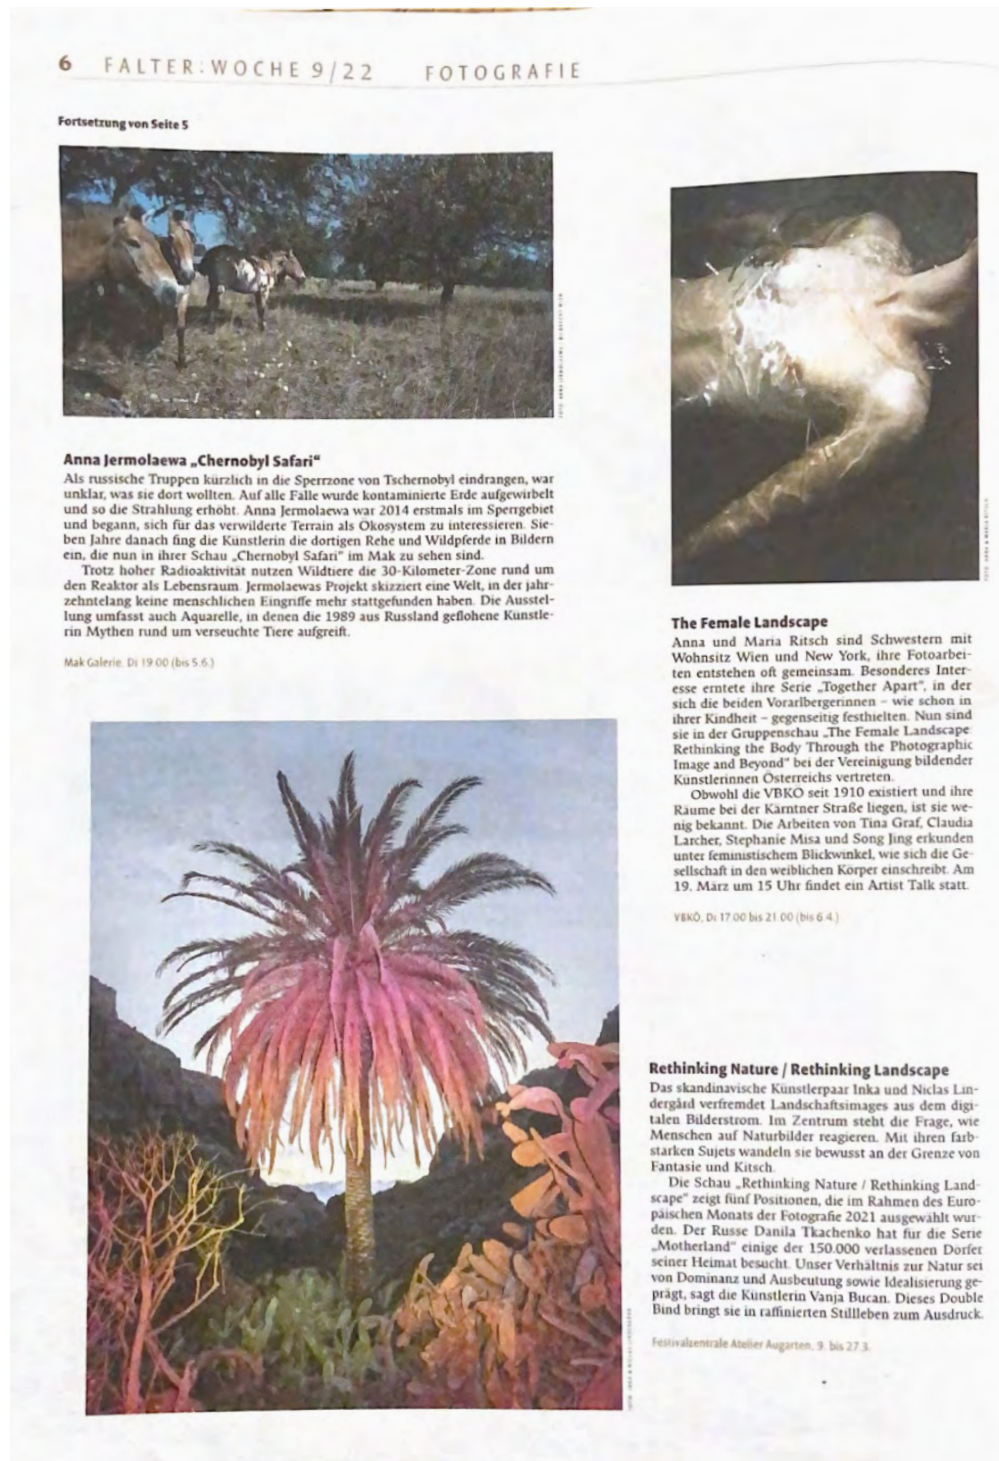 6 FALTER:WOCHE 9/22 FOTOGRAFIE
Fortsetzung von Seite 5
Anna Jermolaewa „Chernobyl Safari“
Als russische Truppen kürzlich in die Sperrzone von Tschernobyl eindrangen, war
unklar, was sie dort wollten. Auf alle Fälle wurde kontaminierte Erde aufgewirbelt
und so die Strahlung erhöht. Anna Jermolaewa war 2014 erstmals im Sperrgebiet
und begann, sich für das verwilderte Terrain als Ökosystem zu interessieren. Sie-
ben Jahre danach fing die Künstlerin die dortigen Rehe und Wildpferde in Bildern
ein, die nun in ihrer Schau „Chernobyl Safari“ im Mak zu sehen sind.
Trotz hoher Radioaktivität nutzen Wildtiere die 30-Kilometer-Zone rund um
den Reaktor als Lebensraum. Jermolaewas Projekt skizziert eine Welt, in der jahr-
zehntelang keine menschlichen Eingriffe mehr stattgefunden haben. Die Ausstel-
lung umfasst auch Aquarelle, in denen die 1989 aus Russland geflohene Künstle-
rin Mythen rund um verseuchte Tiere aufgreift.
Mak Galerie, Di 19.00 (bis 5.6.)
The Female Landscape
Anna und Maria Ritsch sind Schwestern mit
Wohnsitz Wien und New York, ihre Fotoarbei-
ten entstehen oft gemeinsam. Besonderes Inter-
esse erntete ihre Serie „Together Apart“, in der
sich die beiden Vorarlbergerinnen – wie schon in
ihrer Kindheit – gegenseitig festhielten. Nun sind
sie in der Gruppenschau „The Female Landscape
Rethinking the Body Through the Photographic
Image and Beyond“ bei der Vereinigung bildender
Künstlerinnen Österreichs vertreten.
Obwohl die VBKÖ seit 1910 existiert und ihre
Räume bei der Kärntner Straße liegen, ist sie we-
nig bekannt. Die Arbeiten von Tina Graf, Claudia
Larcher, Stephanie Misa und Song Jing erkunden
unter feministischem Blickwinkel, wie sich die Ge-
sellschaft in den weiblichen Körper einschreibt. Am
19. März um 15 Uhr findet ein Artist Talk statt.
VBKÖ, Di 17.00 bis 21.00 (bis 6.4.)
Rethinking Nature / Rethinking Landscape
Das skandinavische Künstlerpaar Inka und Niclas Lin-
dergård verfremdet Landschaftsimages aus dem digi-
talen Bilderstrom. Im Zentrum steht die Frage, wie
Menschen auf Naturbilder reagieren. Mit ihren farb-
starken Sujets wandeln sie bewusst an der Grenze von
Fantasie und Kitsch.
Die Schau „Rethinking Nature / Rethinking Land-
scape“ zeigt fünf Positionen, die im Rahmen des Euro-
päischen Monats der Fotografie 2021 ausgewählt wur-
den. Der Russe Danila Tkachenko hat für die Serie
„Motherland“ einige der 150.000 verlassenen Dörfer
seiner Heimat besucht. Unser Verhältnis zur Natur sei
von Dominanz und Ausbeutung sowie Idealisierung ge-
prägt, sagt die Künstlerin Vanja Bucan. Dieses Double
Bind bringt sie in raffinierten Stillleben zum Ausdruck.
Festivalzentrale Atelier Augarten, 9. bis 27.3.